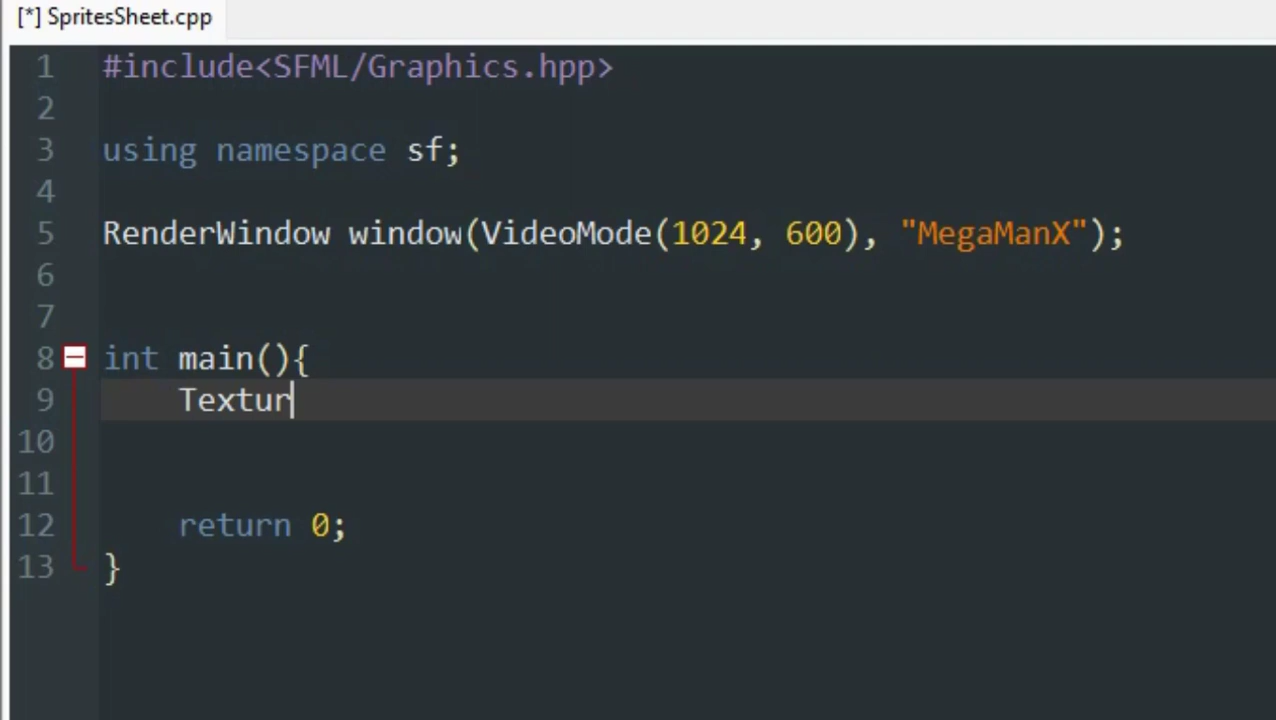 [*] SpritesSheet.cpp
1 #include<SFML/Graphics.hpp>
2
3 using namespace sf;
4
5 RenderWindow window(VideoMode(1024, 600), "MegaManX");
6
7
8 int main(){
9 Textur
10
11
12 return 0;
13 }